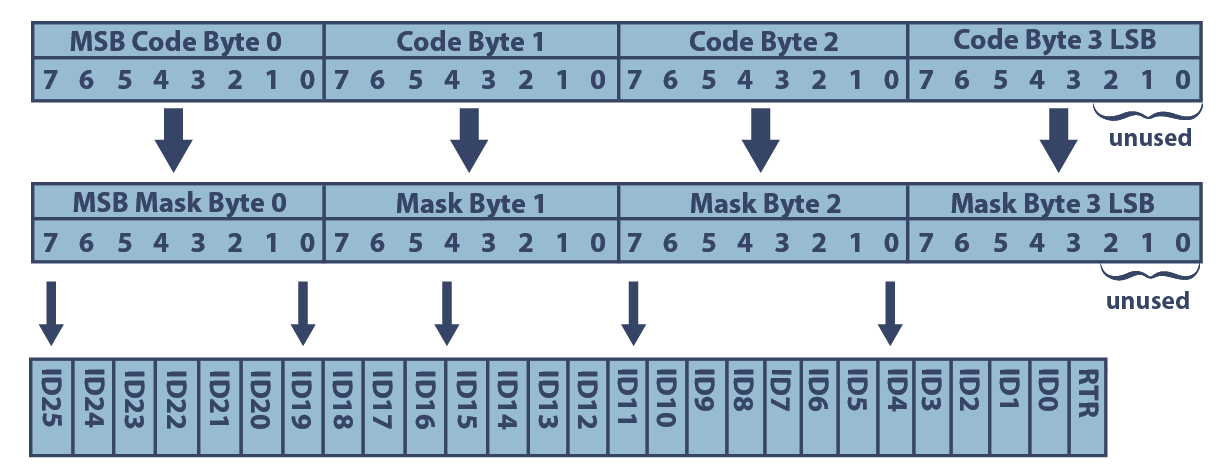 MSB Code Byte 0 Code Byte 1 Code Byte 2 Code Byte 3 LSB
7 6 5 4 3 2 1 0 7 6 5 4 3 2 1 0 7 6 5 4 3 2 1 0 7 6 5 4 3 2 1 0
unused
MSB Mask Byte 0 Mask Byte 1 Mask Byte 2 Mask Byte 3 LSB
7 6 5 4 3 2 1 0 7 6 5 4 3 2 1 0 7 6 5 4 3 2 1 0 7 6 5 4 3 2 1 0
unused
ID25 ID24 ID23 ID22 ID21 ID20 ID19 ID18 ID17 ID16 ID15 ID14 ID13 ID12 ID11 ID10 ID9 ID8 ID7 ID6 ID5 ID4 ID3 ID2 ID1 ID0 RTR